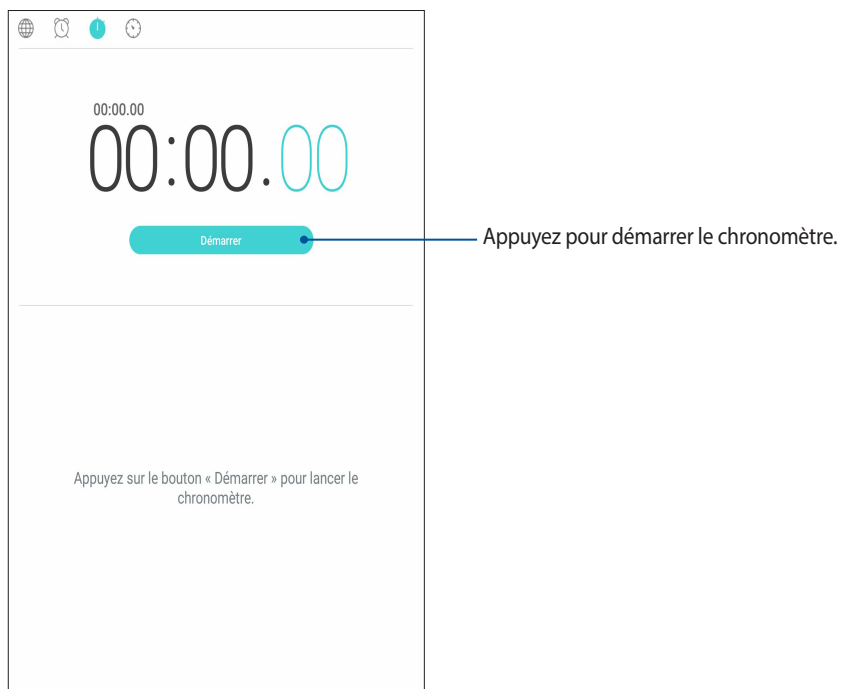 00:00.00
00:00.00
Démarrer
Appuyez pour démarrer le chronomètre.
Appuyez sur le bouton « Démarrer » pour lancer le
chronomètre.